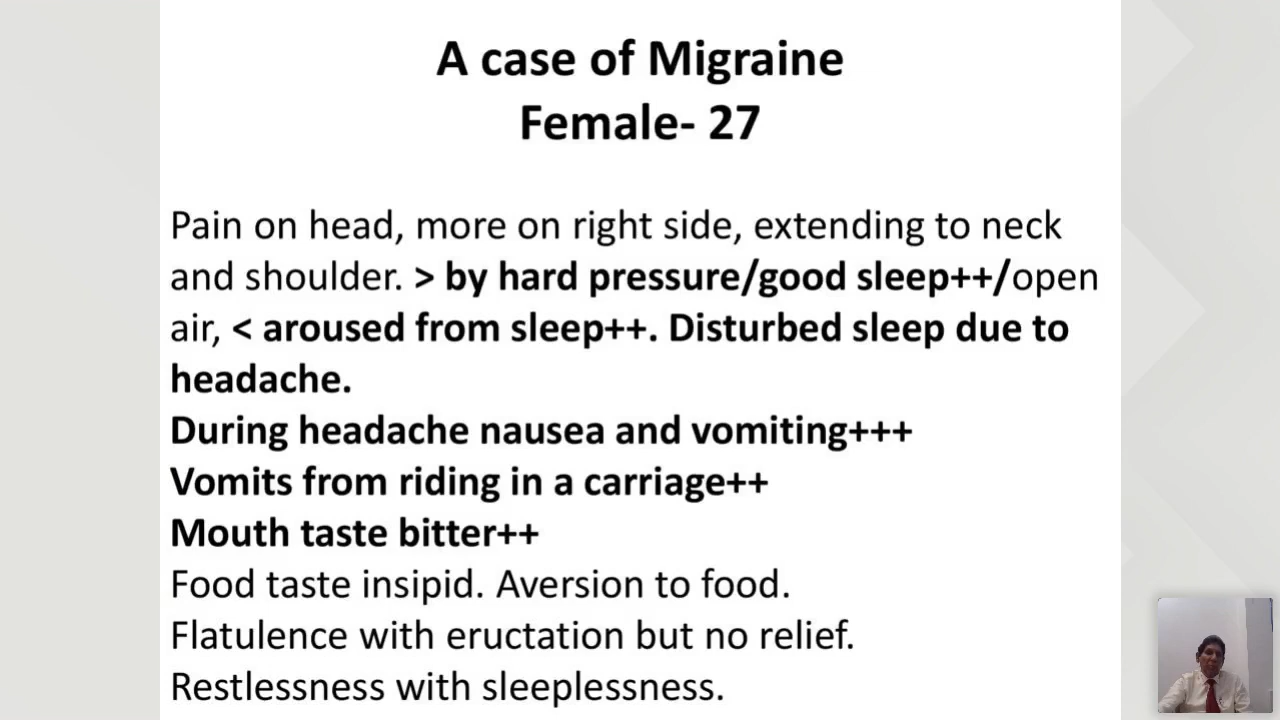 A case of Migraine
Female- 27
Pain on head, more on right side, extending to neck
and shoulder. > by hard pressure/good sleep++/open
air, < aroused from sleep++. Disturbed sleep due to
headache.
During headache nausea and vomiting+++
Vomits from riding in a carriage++
Mouth taste bitter++
Food taste insipid. Aversion to food.
Flatulence with eructation but no relief.
Restlessness with sleeplessness.